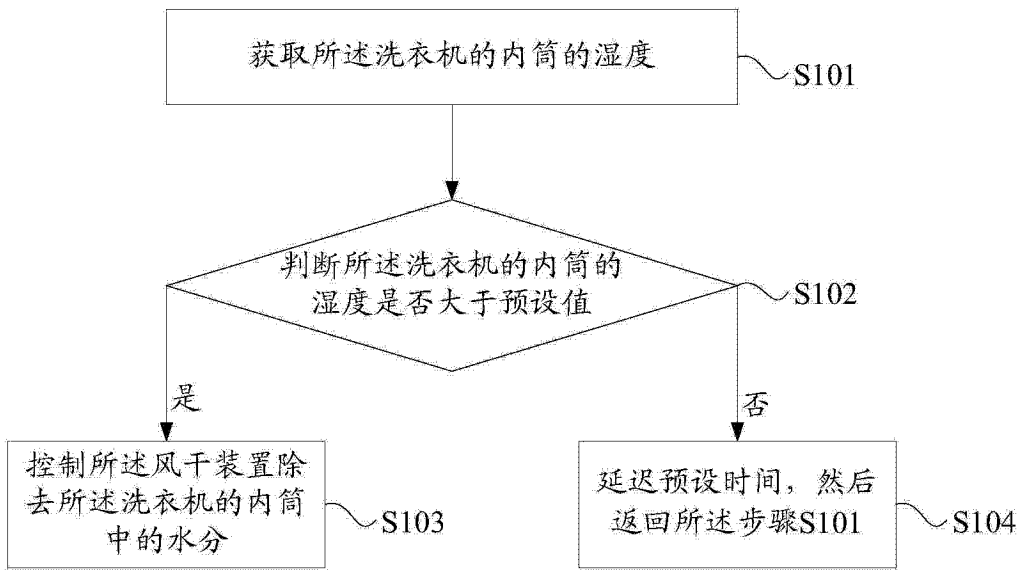 获取所述洗衣机的内筒的湿度
S101
判断所述洗衣机的内筒的
湿度是否大于预设值
S102
是
否
控制所述风干装置除
去所述洗衣机的内筒
中的水分
S103
延迟预设时间，然后
返回所述步骤S101
S104